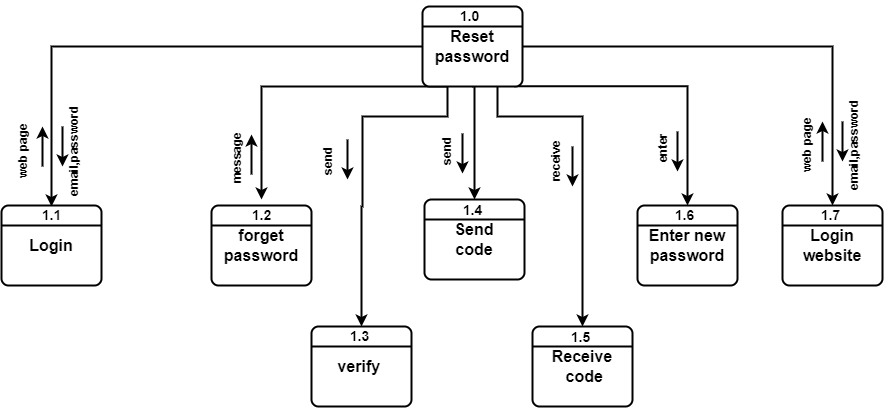 1.0
Reset
password
web page
email,password
message
send
send
receive
enter
web page
email,password
1.1
Login
1.2
forget
password
1.4
Send
code
1.6
Enter new
password
1.7
Login
website
1.3
verify
1.5
Receive
code